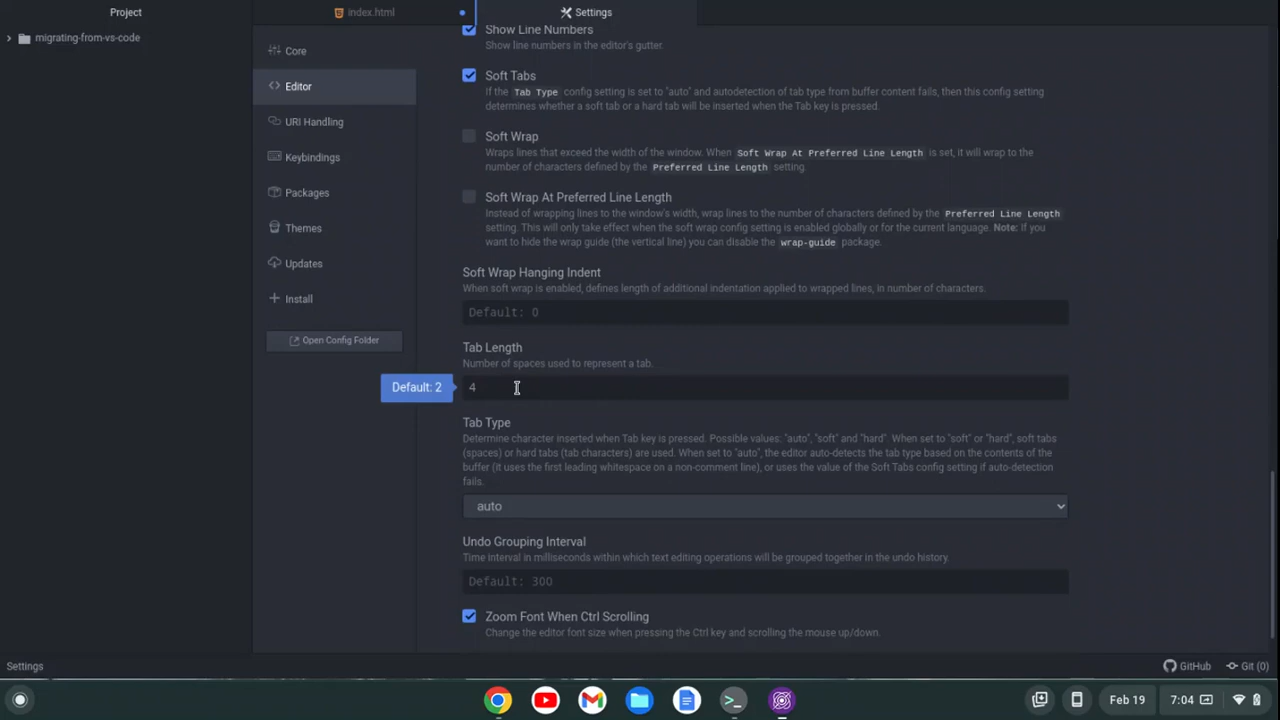 Project
index.html
Settings
migrating-from-vs-code
Core
Editor
URI Handling
Keybindings
Packages
Themes
Updates
Install
Open Config Folder
Show Line Numbers
Show line numbers in the editor's gutter.
Soft Tabs
If the Tab Type config setting is set to "auto" and autodetection of tab type from buffer content fails, then this config setting
determines whether a soft tab or a hard tab will be inserted when the Tab key is pressed.
Soft Wrap
Wraps lines that exceed the width of the window. When Soft Wrap At Preferred Line Length is set, it will wrap to the
number of characters defined by the Preferred Line Length setting.
Soft Wrap At Preferred Line Length
Instead of wrapping lines to the window's width, wrap lines to the number of characters defined by the Preferred Line Length
setting. This will only take effect when the soft wrap config setting is enabled globally or for the current language. Note: If you
want to hide the wrap guide (the vertical line) you can disable the wrap-guide package.
Soft Wrap Hanging Indent
When soft wrap is enabled, defines length of additional indentation applied to wrapped lines, in number of characters.
Default: 0
Tab Length
Number of spaces used to represent a tab.
Default: 2
4
Tab Type
Determine character inserted when Tab key is pressed. Possible values: "auto", "soft" and "hard". When set to "soft" or "hard", soft tabs
(spaces) or hard tabs (tab characters) are used. When set to "auto", the editor auto-detects the tab type based on the contents of the
buffer (it uses the first leading whitespace on a non-comment line), or uses the value of the Soft Tabs config setting if auto-detection
fails.
auto
Undo Grouping Interval
Time interval in milliseconds within which text editing operations will be grouped together in the undo history.
Default: 300
Zoom Font When Ctrl Scrolling
Change the editor font size when pressing the Ctrl key and scrolling the mouse up/down.
Settings
GitHub
Git (0)
Feb 19
7:04